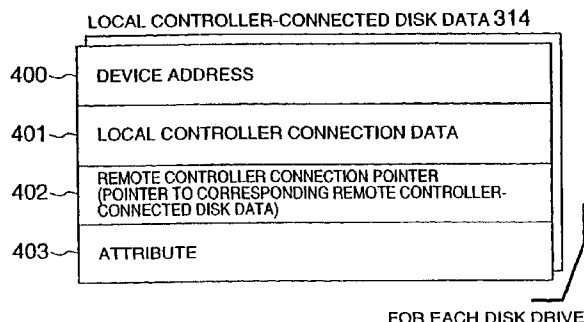 LOCAL CONTROLLER-CONNECTED DISK DATA 314
400 DEVICE ADDRESS
401 LOCAL CONTROLLER CONNECTION DATA
402 REMOTE CONTROLLER CONNECTION POINTER
(POINTER TO CORRESPONDING REMOTE CONTROLLER-
CONNECTED DISK DATA)
403 ATTRIBUTE
FOR EACH DISK DRIVE